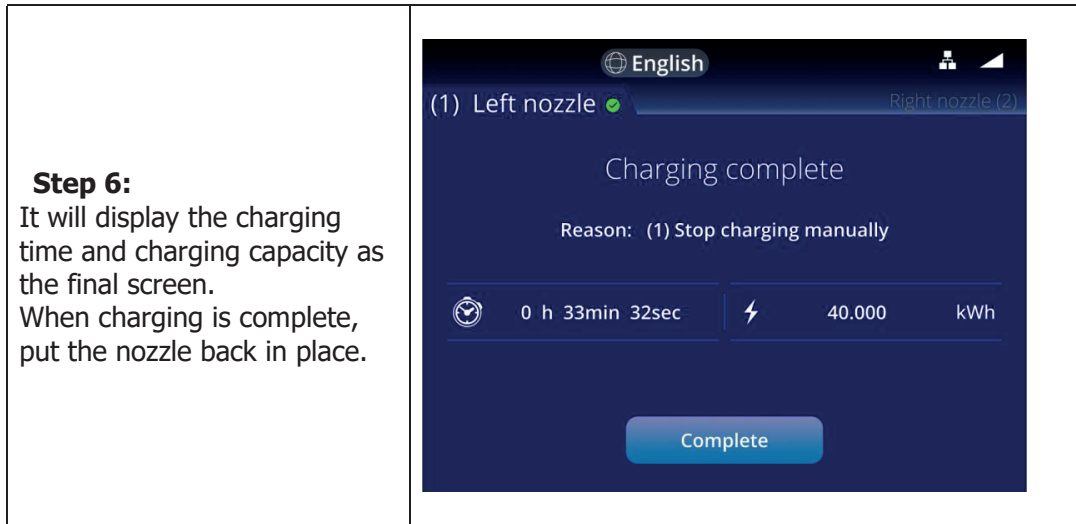 Step 6:
It will display the charging
time and charging capacity as
the final screen.
When charging is complete,
put the nozzle back in place.
English
(1) Left nozzle
Right nozzle (2)
Charging complete
Reason: (1) Stop charging manually
0 h 33min 32sec
40.000 kWh
Complete